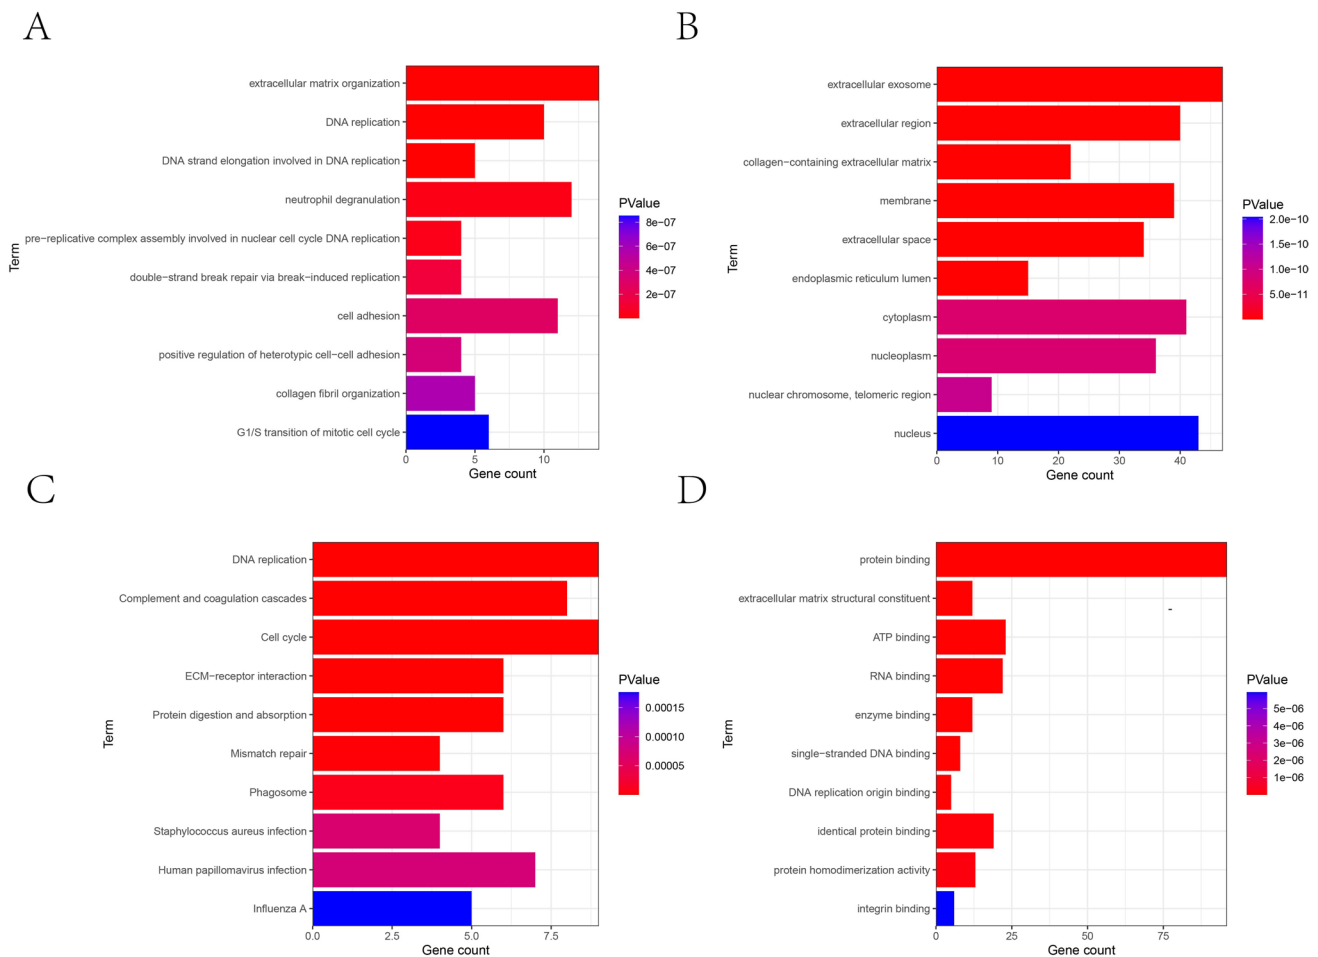 A
extracellular matrix organization
DNA replication
DNA strand elongation involved in DNA replication
neutrophil degranulation
pre−replicative complex assembly involved in nuclear cell cycle DNA replication
double−strand break repair via break−induced replication
cell adhesion
positive regulation of heterotypic cell−cell adhesion
collagen fibril organization
G1/S transition of mitotic cell cycle
Term
0 5 10
Gene count
PValue
8e−07
6e−07
4e−07
2e−07
B
extracellular exosome
extracellular region
collagen−containing extracellular matrix
membrane
extracellular space
endoplasmic reticulum lumen
cytoplasm
nucleoplasm
nuclear chromosome, telomeric region
nucleus
Term
0 10 20 30 40
Gene count
PValue
2.0e−10
1.5e−10
1.0e−10
5.0e−11
C
DNA replication
Complement and coagulation cascades
Cell cycle
ECM−receptor interaction
Protein digestion and absorption
Mismatch repair
Phagosome
Staphylococcus aureus infection
Human papillomavirus infection
Influenza A
Term
0.0 2.5 5.0 7.5
Gene count
PValue
0.00015
0.00010
0.00005
D
protein binding
extracellular matrix structural constituent
ATP binding
RNA binding
enzyme binding
single−stranded DNA binding
DNA replication origin binding
identical protein binding
protein homodimerization activity
integrin binding
Term
0 25 50 75
Gene count
PValue
5e−06
4e−06
3e−06
2e−06
1e−06
-